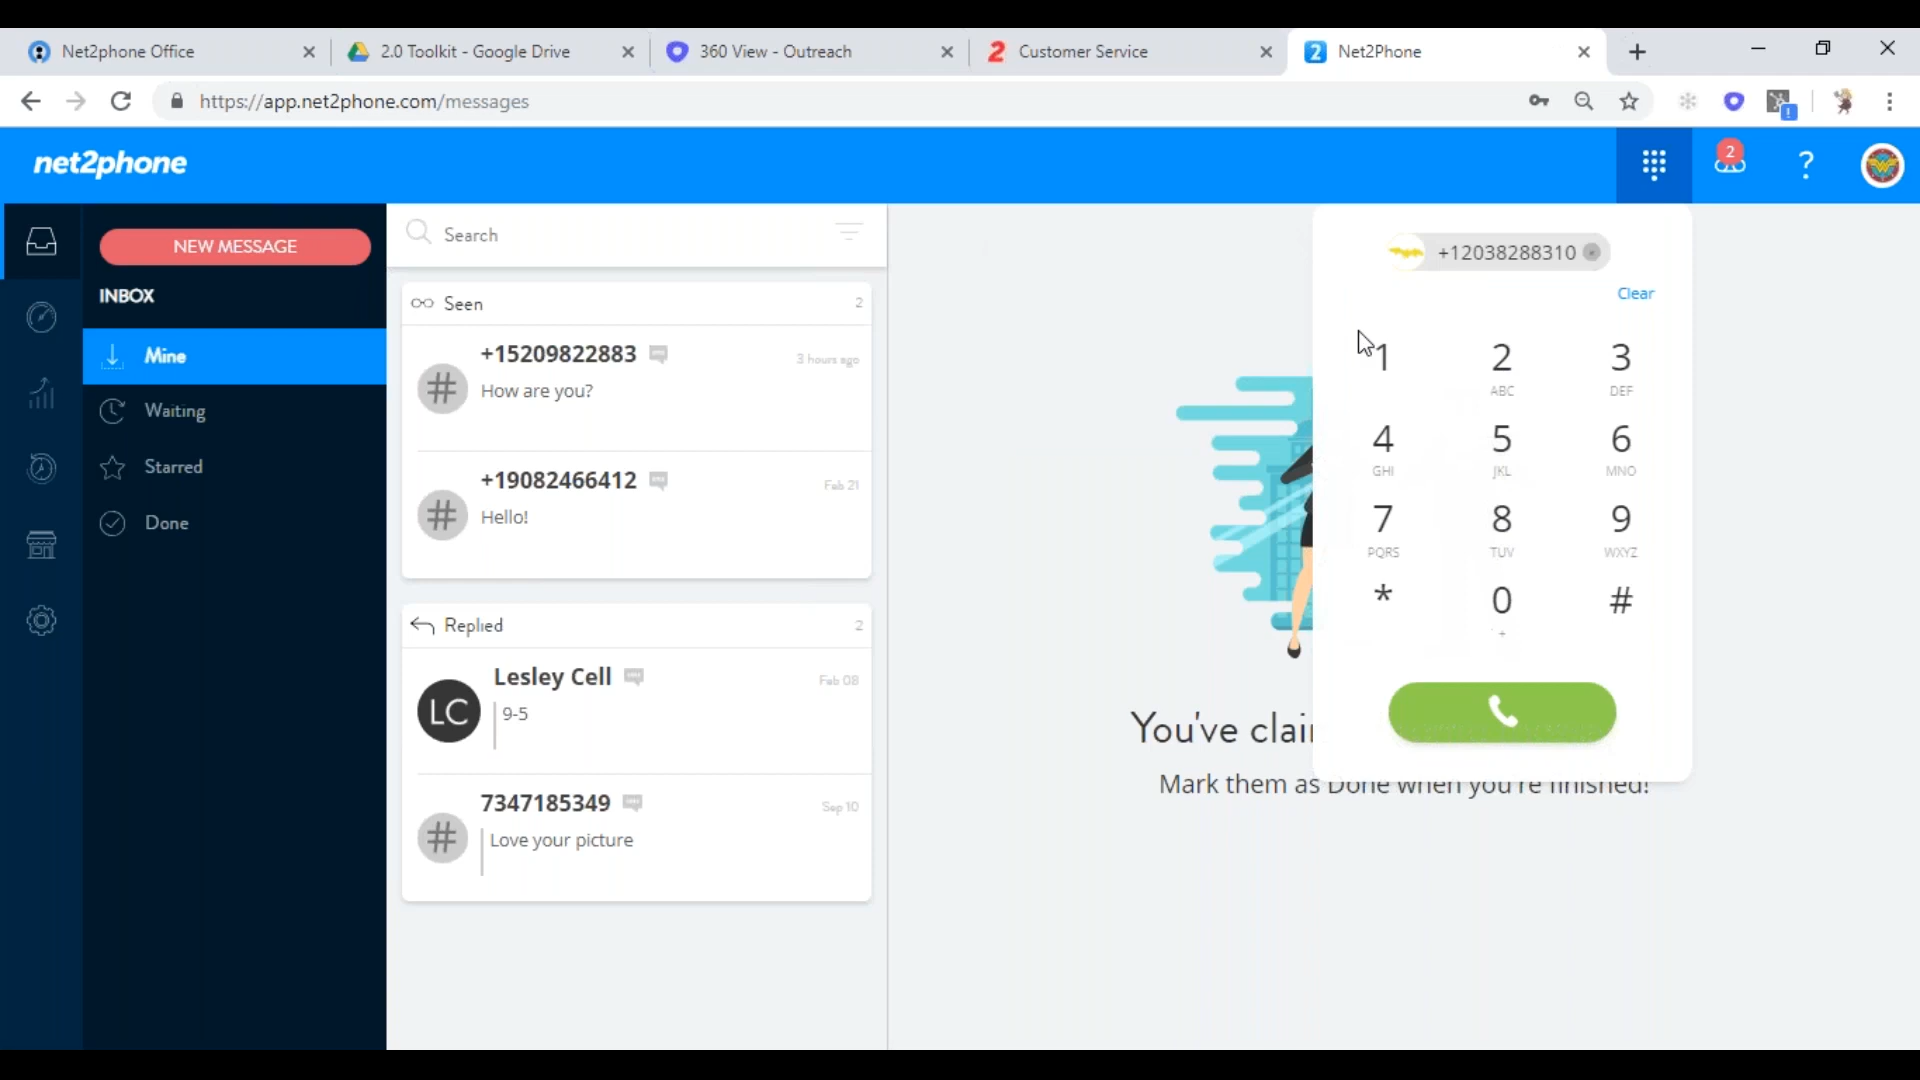 Net2phone Office
2.0 Toolkit - Google Drive
360 View - Outreach
2 Customer Service
2 Net2Phone
https://app.net2phone.com/messages
net2phone
2
?
NEW MESSAGE
INBOX
Mine
Waiting
Starred
Done
Search
Seen 2
+15209822883 3 hours ago
# How are you?
+19082466412 Feb 21
# Hello!
Replied 2
Lesley Cell Feb 08
LC 9-5
7347185349 Sep 10
# Love your picture
You've clai
Mark them as Done when you're finished!
+12038288310
Clear
1 2 3
ABC DEF
4 5 6
GHI JKL MNO
7 8 9
PQRS TUV WXYZ
* 0 #
+